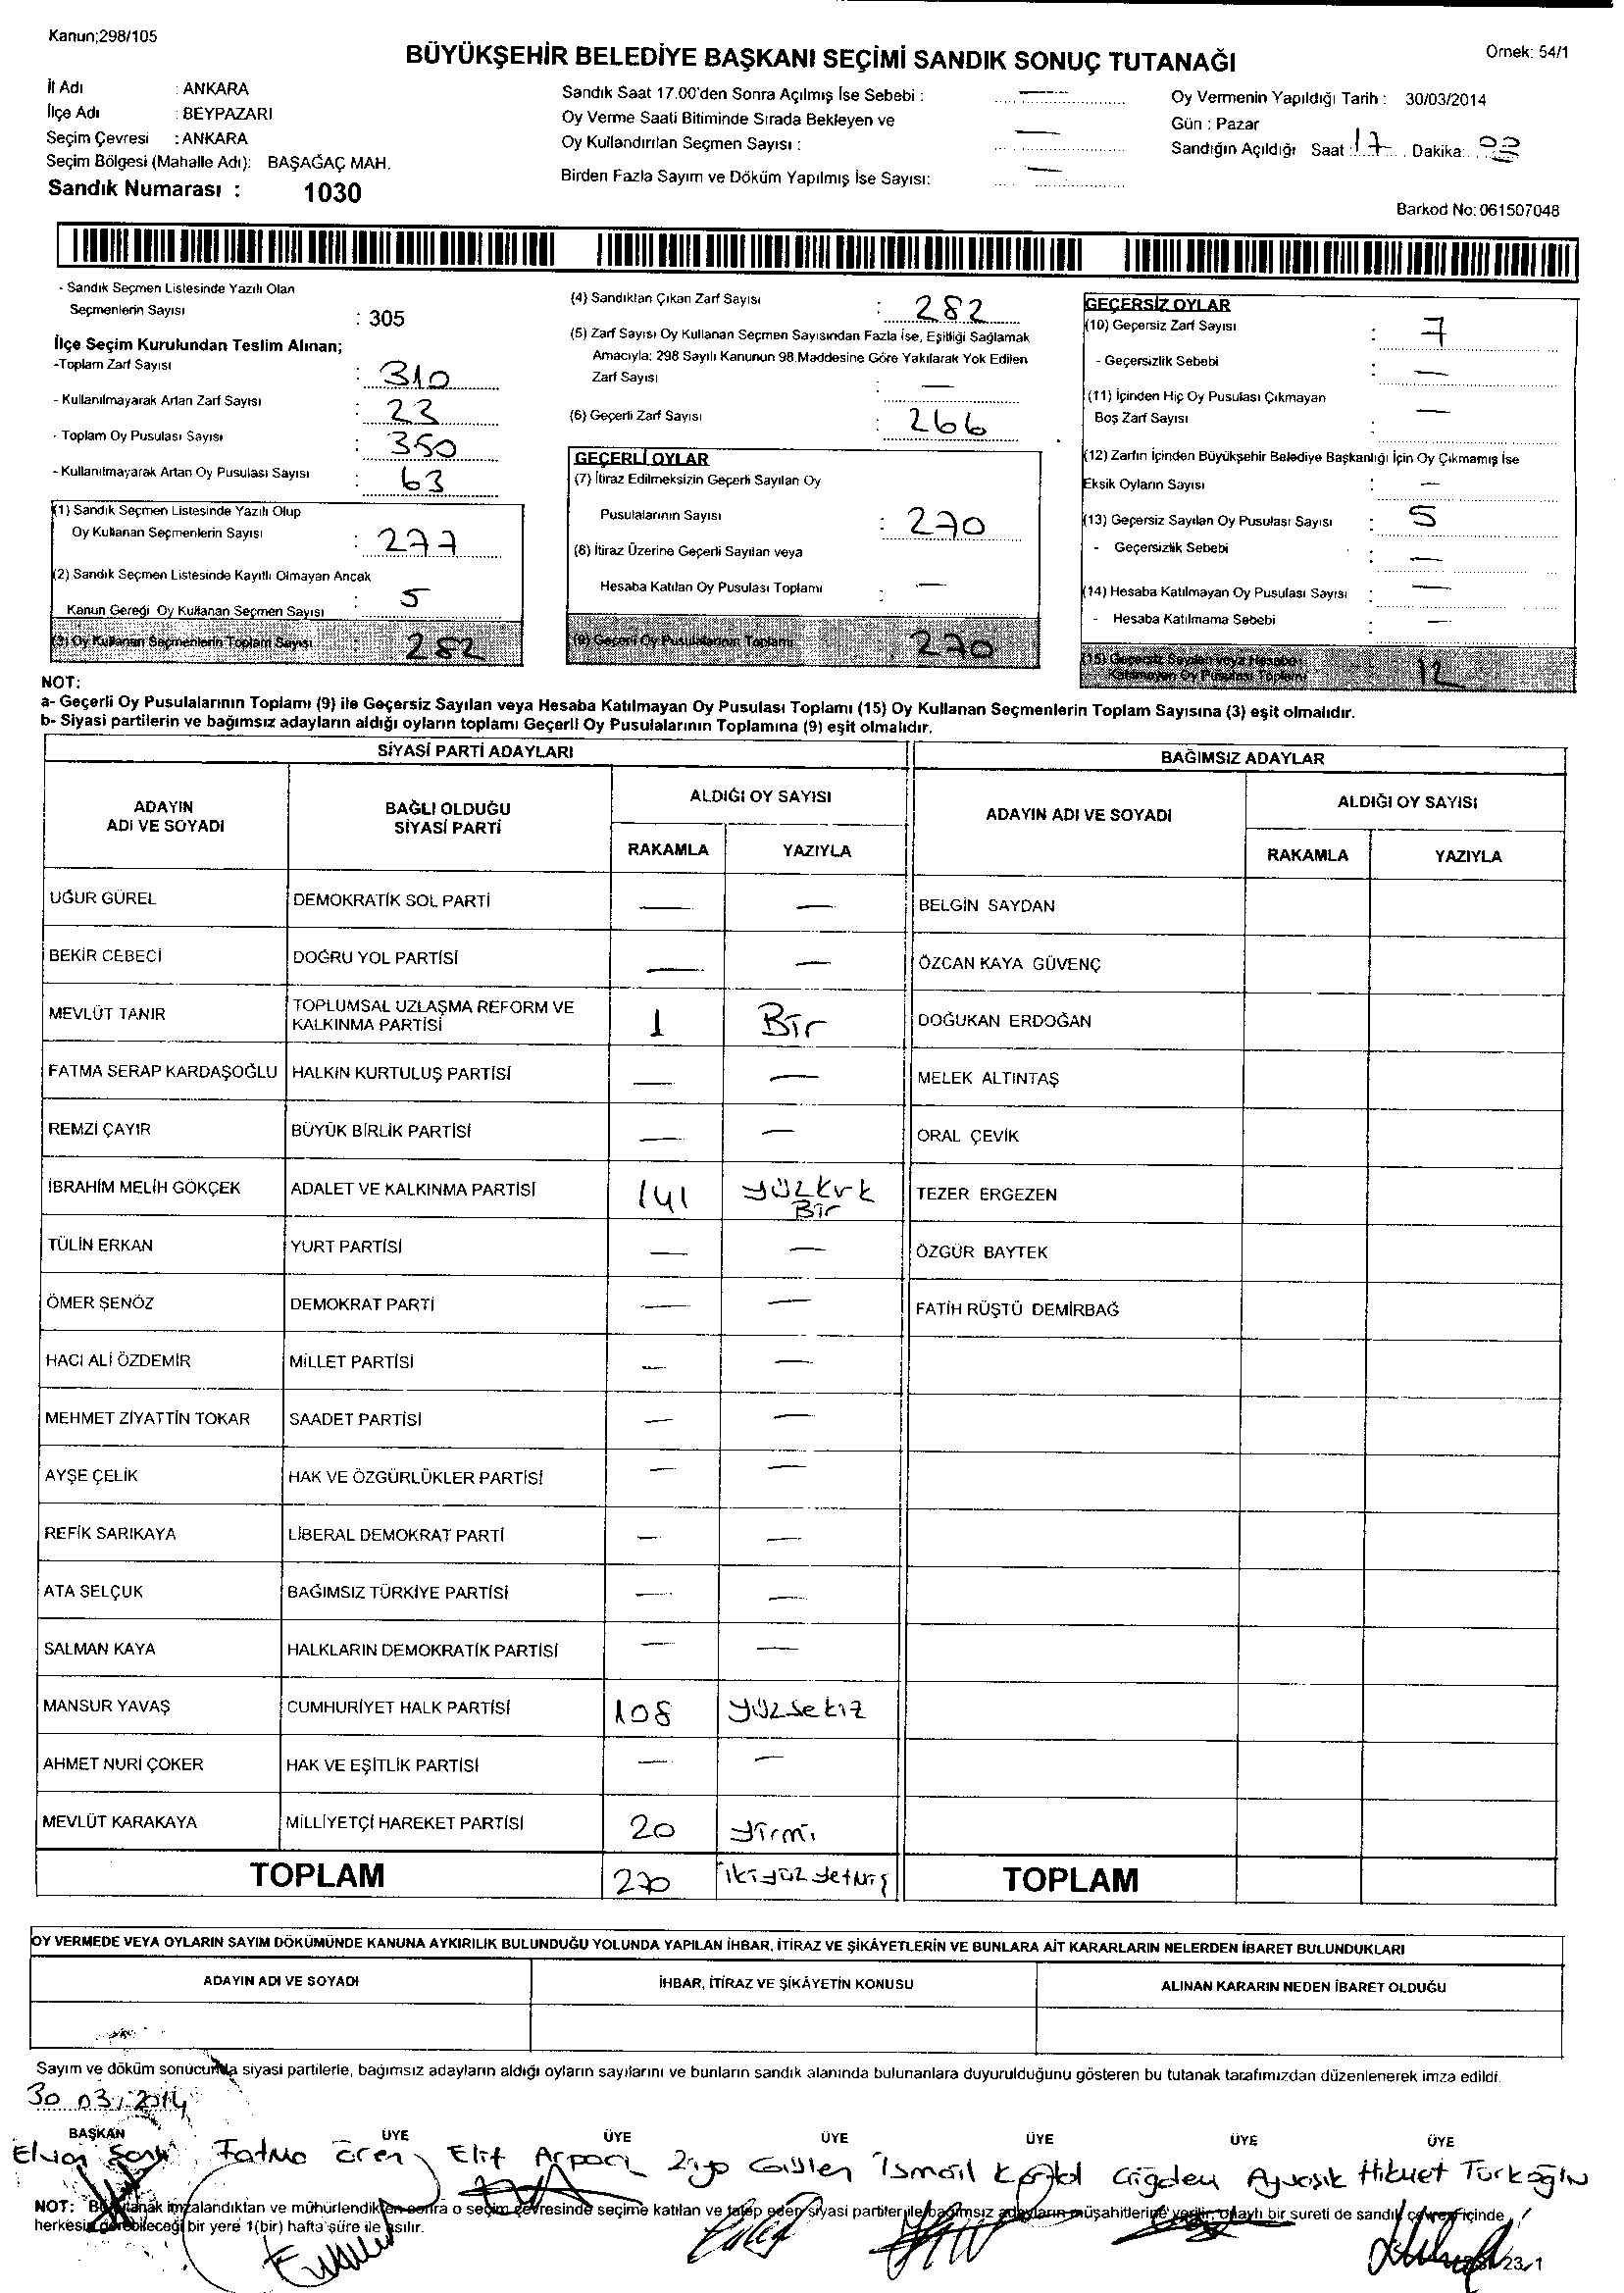 Kanun;298/105
BÜYÜKŞEHİR BELEDİYE BAŞKANI SEÇİMİ SANDIK SONUÇ TUTANAĞI
Örnek: 54/1
İl Adı : ANKARA
İlçe Adı : BEYPAZARI
Seçim Çevresi : ANKARA
Seçim Bölgesi (Mahalle Adı): BAŞAĞAÇ MAH.
Sandık Numarası : 1030
Sandık Saat 17.00'den Sonra Açılmış İse Sebebi : —
Oy Verme Saati Bitiminde Sırada Bekleyen ve
Oy Kullandırılan Seçmen Sayısı : —
Birden Fazla Sayım ve Döküm Yapılmış İse Sayısı: —
Oy Vermenin Yapıldığı Tarih : 30/03/2014
Gün : Pazar
Sandığın Açıldığı Saat : 17 Dakika:
Barkod No: 061507048
- Sandık Seçmen Listesinde Yazılı Olan
Seçmenlerin Sayısı : 305
İlçe Seçim Kurulundan Teslim Alınan;
-Toplam Zarf Sayısı : 310
- Kullanılmayarak Artan Zarf Sayısı : 23
- Toplam Oy Pusulası Sayısı : 350
- Kullanılmayarak Artan Oy Pusulası Sayısı : 63
(1) Sandık Seçmen Listesinde Yazılı Olup
Oy Kullanan Seçmenlerin Sayısı : 277
(2) Sandık Seçmen Listesinde Kayıtlı Olmayan Ancak
Kanun Gereği Oy Kullanan Seçmen Sayısı : 5
(3) Oy Kullanan Seçmenlerin Toplam Sayısı : 282
(4) Sandıktan Çıkan Zarf Sayısı : 282
(5) Zarf Sayısı Oy Kullanan Seçmen Sayısından Fazla İse, Eşitliği Sağlamak
Amacıyla; 298 Sayılı Kanunun 98.Maddesine Göre Yakılarak Yok Edilen
Zarf Sayısı : —
(6) Geçerli Zarf Sayısı : 266
GEÇERLİ OYLAR
(7) İtiraz Edilmeksizin Geçerli Sayılan Oy
Pusulalarının Sayısı : 270
(8) İtiraz Üzerine Geçerli Sayılan veya
Hesaba Katılan Oy Pusulası Toplamı : —
(9) Geçerli Oy Pusulalarının Toplamı : 270
GEÇERSİZ OYLAR
(10) Geçersiz Zarf Sayısı : 7
- Geçersizlik Sebebi : —
(11) İçinden Hiç Oy Pusulası Çıkmayan
Boş Zarf Sayısı : —
(12) Zarfın İçinden Büyükşehir Belediye Başkanlığı İçin Oy Çıkmamış İse
Eksik Oyların Sayısı : —
(13) Geçersiz Sayılan Oy Pusulası Sayısı : 5
- Geçersizlik Sebebi : —
(14) Hesaba Katılmayan Oy Pusulası Sayısı : —
- Hesaba Katılmama Sebebi : —
(15) Geçersiz Sayılan veya Hesaba
Katılmayan Oy Pusulası Toplamı 12
NOT:
a- Geçerli Oy Pusulalarının Toplamı (9) ile Geçersiz Sayılan veya Hesaba Katılmayan Oy Pusulası Toplamı (15) Oy Kullanan Seçmenlerin Toplam Sayısına (3) eşit olmalıdır.
b- Siyasi partilerin ve bağımsız adayların aldığı oyların toplamı Geçerli Oy Pusulalarının Toplamına (9) eşit olmalıdır.
SİYASİ PARTİ ADAYLARI
BAĞIMSIZ ADAYLAR
ADAYIN ADI VE SOYADI
BAĞLI OLDUĞU SİYASİ PARTİ
ALDIĞI OY SAYISI
RAKAMLA YAZIYLA
ADAYIN ADI VE SOYADI
ALDIĞI OY SAYISI
RAKAMLA YAZIYLA
UĞUR GÜREL DEMOKRATİK SOL PARTİ — — BELGİN SAYDAN
BEKİR CEBECİ DOĞRU YOL PARTİSİ — — ÖZCAN KAYA GÜVENÇ
MEVLÜT TANIR TOPLUMSAL UZLAŞMA REFORM VE KALKINMA PARTİSİ 1 Bir DOĞUKAN ERDOĞAN
FATMA SERAP KARDAŞOĞLU HALKIN KURTULUŞ PARTİSİ — — MELEK ALTINTAŞ
REMZİ ÇAYIR BÜYÜK BİRLİK PARTİSİ — — ORAL ÇEVİK
İBRAHİM MELİH GÖKÇEK ADALET VE KALKINMA PARTİSİ 141 yüzkırk Bir TEZER ERGEZEN
TÜLİN ERKAN YURT PARTİSİ — — ÖZGÜR BAYTEK
ÖMER ŞENÖZ DEMOKRAT PARTİ — — FATİH RÜŞTÜ DEMİRBAĞ
HACI ALİ ÖZDEMİR MİLLET PARTİSİ — —
MEHMET ZİYATTİN TOKAR SAADET PARTİSİ — —
AYŞE ÇELİK HAK VE ÖZGÜRLÜKLER PARTİSİ — —
REFİK SARIKAYA LİBERAL DEMOKRAT PARTİ — —
ATA SELÇUK BAĞIMSIZ TÜRKİYE PARTİSİ — —
SALMAN KAYA HALKLARIN DEMOKRATİK PARTİSİ — —
MANSUR YAVAŞ CUMHURİYET HALK PARTİSİ 108 yüzsekiz
AHMET NURİ ÇOKER HAK VE EŞİTLİK PARTİSİ — —
MEVLÜT KARAKAYA MİLLİYETÇİ HAREKET PARTİSİ 20 yirmi
TOPLAM 270 ikiyüz yetmiş TOPLAM
OY VERMEDE VEYA OYLARIN SAYIM DÖKÜMÜNDE KANUNA AYKIRILIK BULUNDUĞU YOLUNDA YAPILAN İHBAR, İTİRAZ VE ŞİKÂYETLERİN VE BUNLARA AİT KARARLARIN NELERDEN İBARET BULUNDUKLARI
ADAYIN ADI VE SOYADI İHBAR, İTİRAZ VE ŞİKÂYETİN KONUSU ALINAN KARARIN NEDEN İBARET OLDUĞU
Sayım ve döküm sonucunda siyasi partilerle, bağımsız adayların aldığı oyların sayılarını ve bunların sandık alanında bulunanlara duyurulduğunu gösteren bu tutanak tarafımızdan düzenlenerek imza edildi.
30.03.2014
BAŞKAN ÜYE ÜYE ÜYE ÜYE ÜYE ÜYE
Fatma Elif Arpacı İsmail Çiğdem Hikmet
NOT: Bu tutanak imzalandıktan ve mühürlendikten sonra o seçim çevresinde seçime katılan ve talep eden siyasi partiler ile bağımsız adayların müşahitlerine verilir, onaylı bir sureti de sandık çevresi içinde
herkesin görebileceği bir yere 1(bir) hafta süre ile asılır.